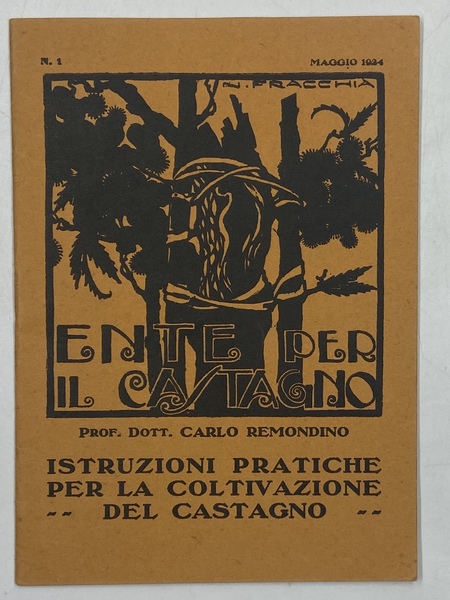 N. 1 MAGGIO 1924
N. FRACCHIA
ENTE PER
IL CASTAGNO
PROF. DOTT. CARLO REMONDINO
ISTRUZIONI PRATICHE
PER LA COLTIVAZIONE
-- DEL CASTAGNO --